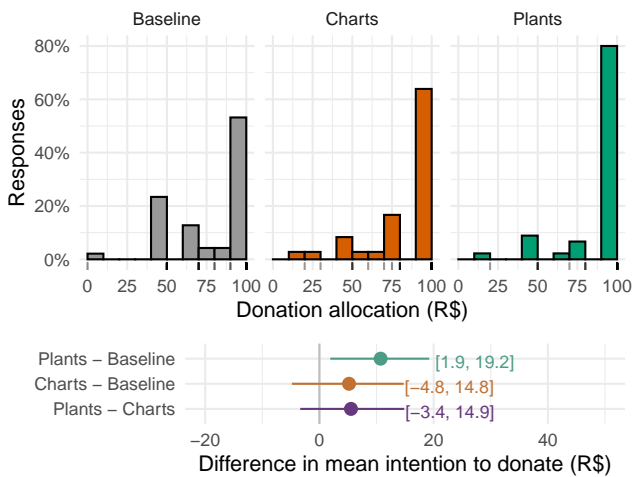 Baseline Charts Plants
80%
60%
40%
20%
0%
Responses
0 25 50 75 100 0 25 50 75 100 0 25 50 75 100
Donation allocation (R$)
Plants − Baseline [1.9, 19.2]
Charts − Baseline [−4.8, 14.8]
Plants − Charts [−3.4, 14.9]
−20 0 20 40
Difference in mean intention to donate (R$)